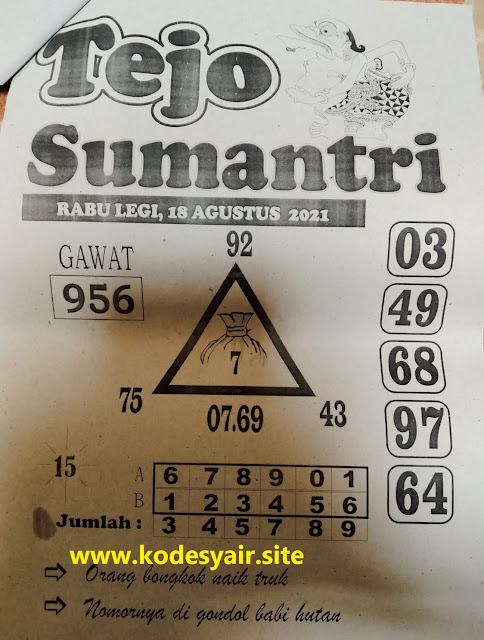 Tejo
Sumantri
RABU LEGI, 18 AGUSTUS 2021
GAWAT
956
92
7
75
07.69
43
03
49
68
97
64
15
A 6 7 8 9 0 1
B 1 2 3 4 5 6
Jumlah : 3 4 5 7 8 9
www.kodesyair.site
⇨ Orang bongkok naik truk
⇨ Nomornya di gondol babi hutan